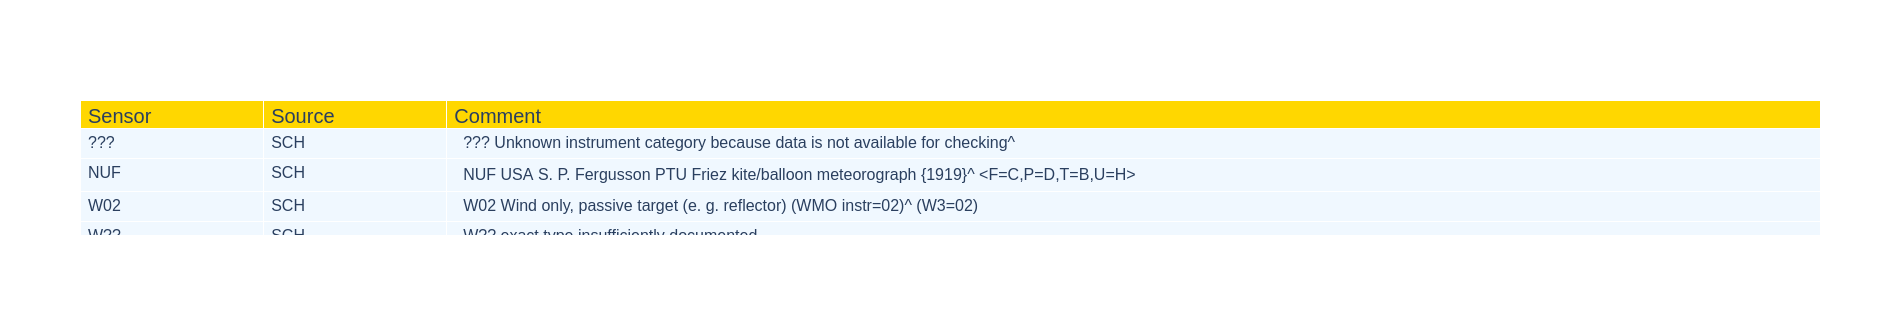 Sensor Source Comment
??? SCH ??? Unknown instrument category because data is not available for checking^
NUF SCH NUF USA S. P. Fergusson PTU Friez kite/balloon meteorograph {1919}^ <F=C,P=D,T=B,U=H>
W02 SCH W02 Wind only, passive target (e. g. reflector) (WMO instr=02)^ (W3=02)
W?? SCH W?? exact type insufficiently documented